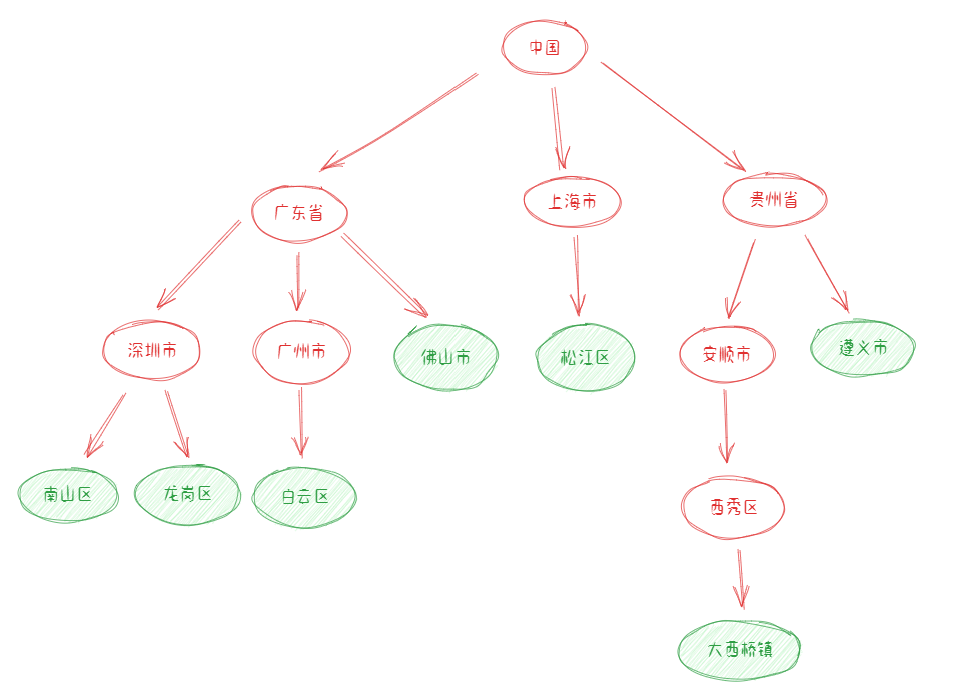 中国
广东省
上海市
贵州省
深圳市
广州市
佛山市
松江区
安顺市
遵义市
南山区
龙岗区
白云区
西秀区
大西桥镇